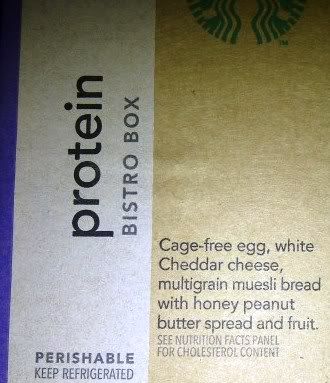 protein
BISTRO BOX
Cage-free egg, white
Cheddar cheese,
multigrain muesli bread
with honey peanut
butter spread and fruit.
SEE NUTRITION FACTS PANEL
FOR CHOLESTEROL CONTENT
PERISHABLE
KEEP REFRIGERATED
TM